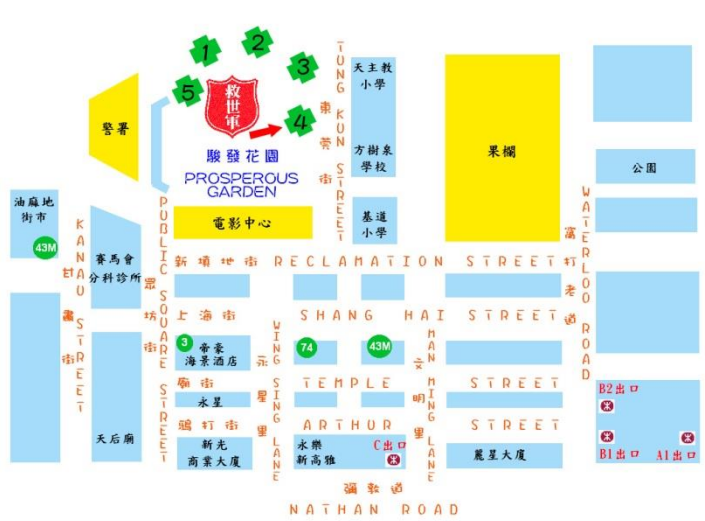 1
2
3
4
5
救世軍
駿發花園
PROSPEROUS
GARDEN
警署
電影中心
TUNG KUN STREET
東莞街
天主教
小學
方樹泉
學校
基道
小學
果欄
公園
WATERLOO ROAD
窩打老道
油麻地
街市
43M
KANAU STREET
甘肅街
賽馬會
分科診所
PUBLIC SQUARE STREET
眾坊街
新填地街 RECLAMATION STREET
上海街 SHANG HAI STREET
3
帝豪
海景酒店
74
43M
WING SING LANE
永星里
MAN MING LANE
文明里
廟街 TEMPLE STREET
永星
鴉打街 ARTHUR STREET
天后廟
新光
商業大廈
永樂
新高雅
C出口
麗星大廈
B2出口
B1出口
A1出口
彌敦道
NATHAN ROAD